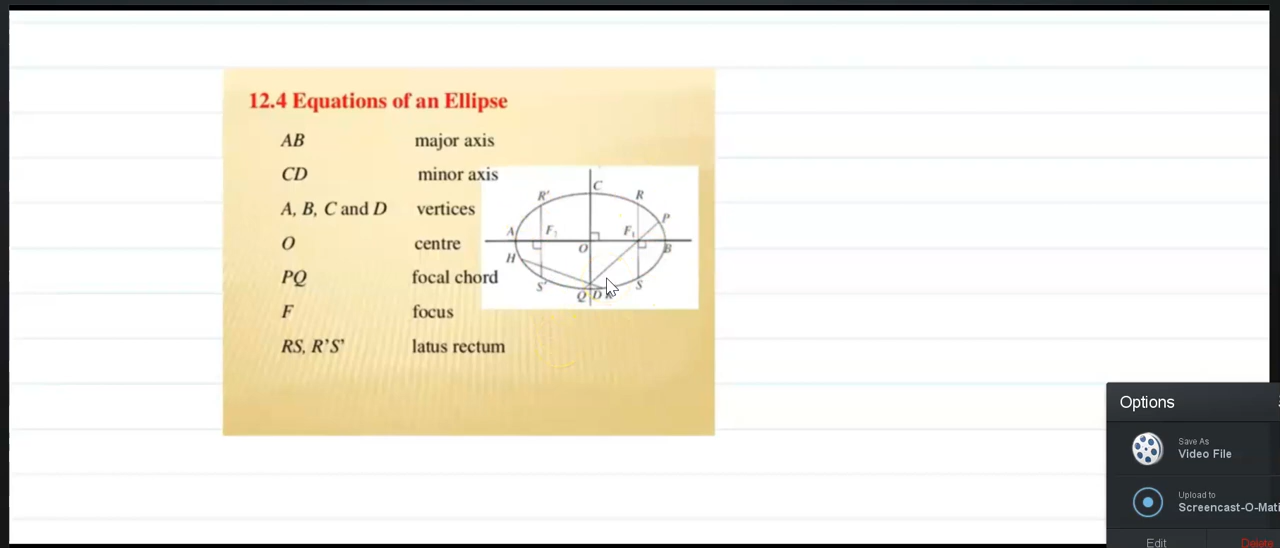 12.4 Equations of an Ellipse
AB major axis
CD minor axis
A, B, C and D vertices
O centre
PQ focal chord
F focus
RS, R'S' latus rectum
C
R' R
P
A F₁
O B
H
S' S
Q D
Options
Save As
Video File
Upload to
Screencast-O-Mati
Edit Delete